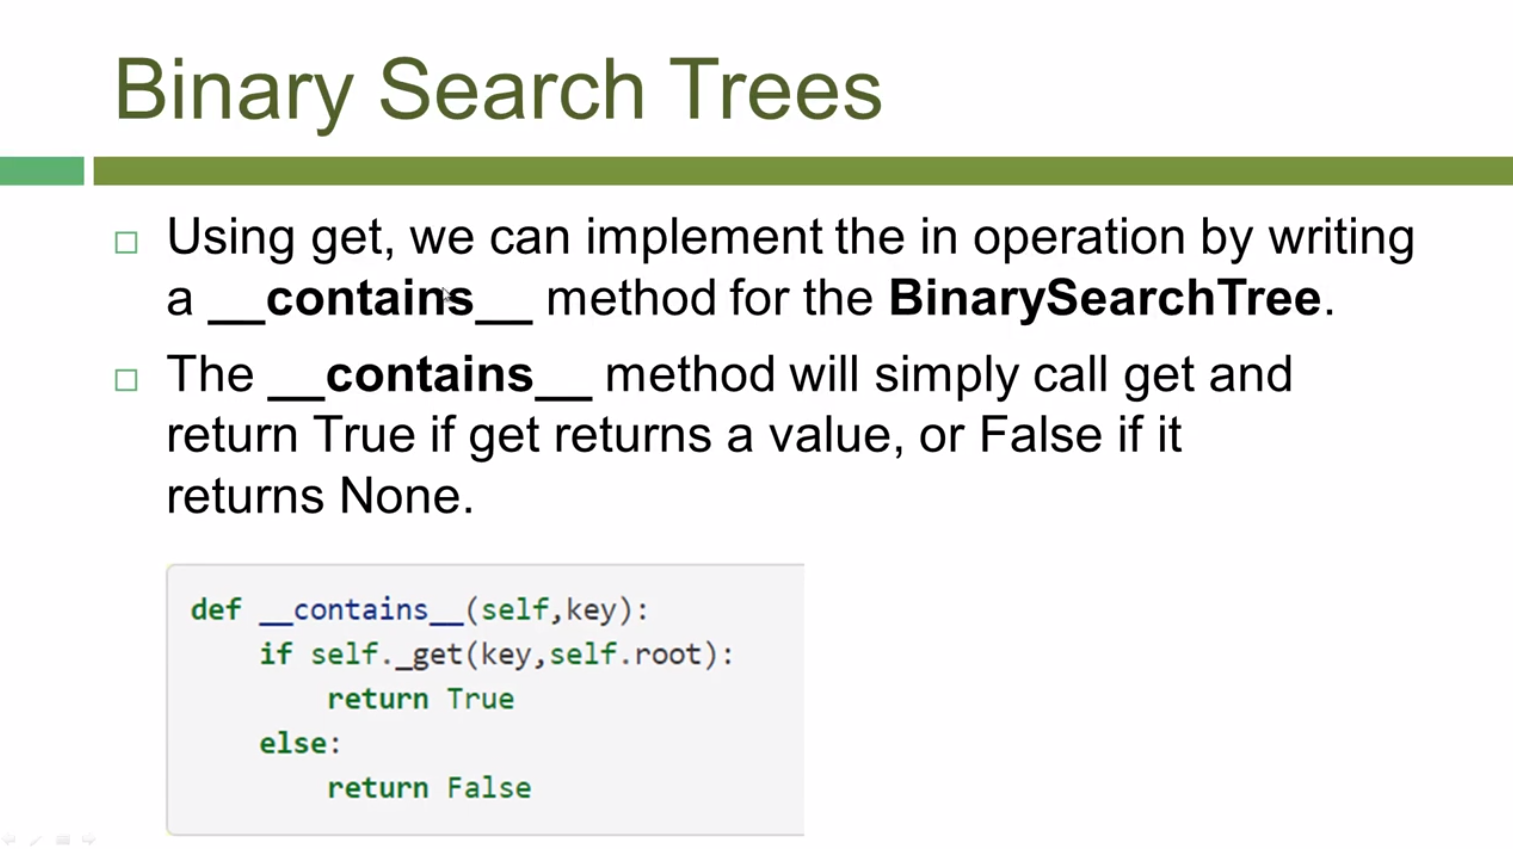 Binary Search Trees
Using get, we can implement the in operation by writing
a __contains__ method for the BinarySearchTree.
The __contains__ method will simply call get and
return True if get returns a value, or False if it
returns None.
def __contains__(self,key):
    if self._get(key,self.root):
        return True
    else:
        return False